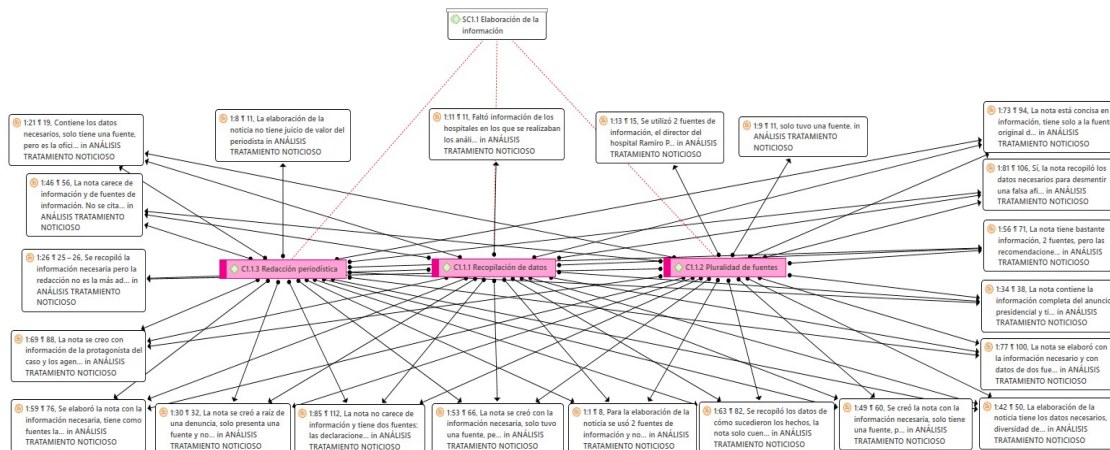 SC1.1 Elaboración de la
información
1:21 ¶ 19, Contiene los datos
necesarios, solo tiene una fuente,
pero es la ofici... in ANÁLISIS
TRATAMIENTO NOTICIOSO
1:8 ¶ 11, La elaboración de la
noticia no tiene juicio de valor del
periodista in ANÁLISIS
TRATAMIENTO NOTICIOSO
1:11 ¶ 11, Faltó información de los
hospitales en los que se realizaban
los análi... in ANÁLISIS
TRATAMIENTO NOTICIOSO
1:13 ¶ 15, Se utilizó 2 fuentes de
información, el director del
hospital Ramiro P... in ANÁLISIS
TRATAMIENTO NOTICIOSO
1:9 ¶ 11, solo tuvo una fuente. in
ANÁLISIS TRATAMIENTO
NOTICIOSO
1:73 ¶ 94, La nota está concisa en
información, tiene solo a la fuente
original d... in ANÁLISIS
TRATAMIENTO NOTICIOSO
1:46 ¶ 56, La nota carece de
información y de fuentes de
información. No se cita... in
ANÁLISIS TRATAMIENTO
NOTICIOSO
1:81 ¶ 106, Sí, la nota recopiló los
datos necesarios para desmentir
una falsa afi... in ANÁLISIS
TRATAMIENTO NOTICIOSO
1:26 ¶ 25 – 26, Se recopiló la
información necesaria pero la
redacción no es la más ad... in
ANÁLISIS TRATAMIENTO
NOTICIOSO
C1.1.3 Redacción periodística
C1.1.1 Recopilación de datos
C1.1.2 Pluralidad de fuentes
1:56 ¶ 71, La nota tiene bastante
información, 2 fuentes, pero las
recomendacione... in ANÁLISIS
TRATAMIENTO NOTICIOSO
1:34 ¶ 38, La nota contiene la
información completa del anuncio
presidencial y ti... in ANÁLISIS
TRATAMIENTO NOTICIOSO
1:69 ¶ 88, La nota se creo con
información de la protagonista del
caso y los agen... in ANÁLISIS
TRATAMIENTO NOTICIOSO
1:77 ¶ 100, La nota se elaboró con
la información necesario y con
datos de dos fue... in ANÁLISIS
TRATAMIENTO NOTICIOSO
1:59 ¶ 76, Se elaboró la nota con la
información necesaria, tiene como
fuentes la... in ANÁLISIS
TRATAMIENTO NOTICIOSO
1:30 ¶ 32, La nota se creó a raíz de
una denuncia, solo presenta una
fuente y no... in ANÁLISIS
TRATAMIENTO NOTICIOSO
1:85 ¶ 112, La nota no carece de
información y tiene dos fuentes:
las declaracione... in ANÁLISIS
TRATAMIENTO NOTICIOSO
1:53 ¶ 66, La nota se creó con la
información necesaria, solo tuvo
una fuente, pe... in ANÁLISIS
TRATAMIENTO NOTICIOSO
1:1 ¶ 8, Para la elaboración de la
noticia se usó 2 fuentes de
información y no... in ANÁLISIS
TRATAMIENTO NOTICIOSO
1:63 ¶ 82, Se recopiló los datos de
cómo sucedieron los hechos, la
nota solo cuen... in ANÁLISIS
TRATAMIENTO NOTICIOSO
1:49 ¶ 60, Se creó la nota con la
información necesaria, solo tiene
una fuente, p... in ANÁLISIS
TRATAMIENTO NOTICIOSO
1:42 ¶ 50, La elaboración de la
noticia tiene los datos necesarios,
diversidad de... in ANÁLISIS
TRATAMIENTO NOTICIOSO